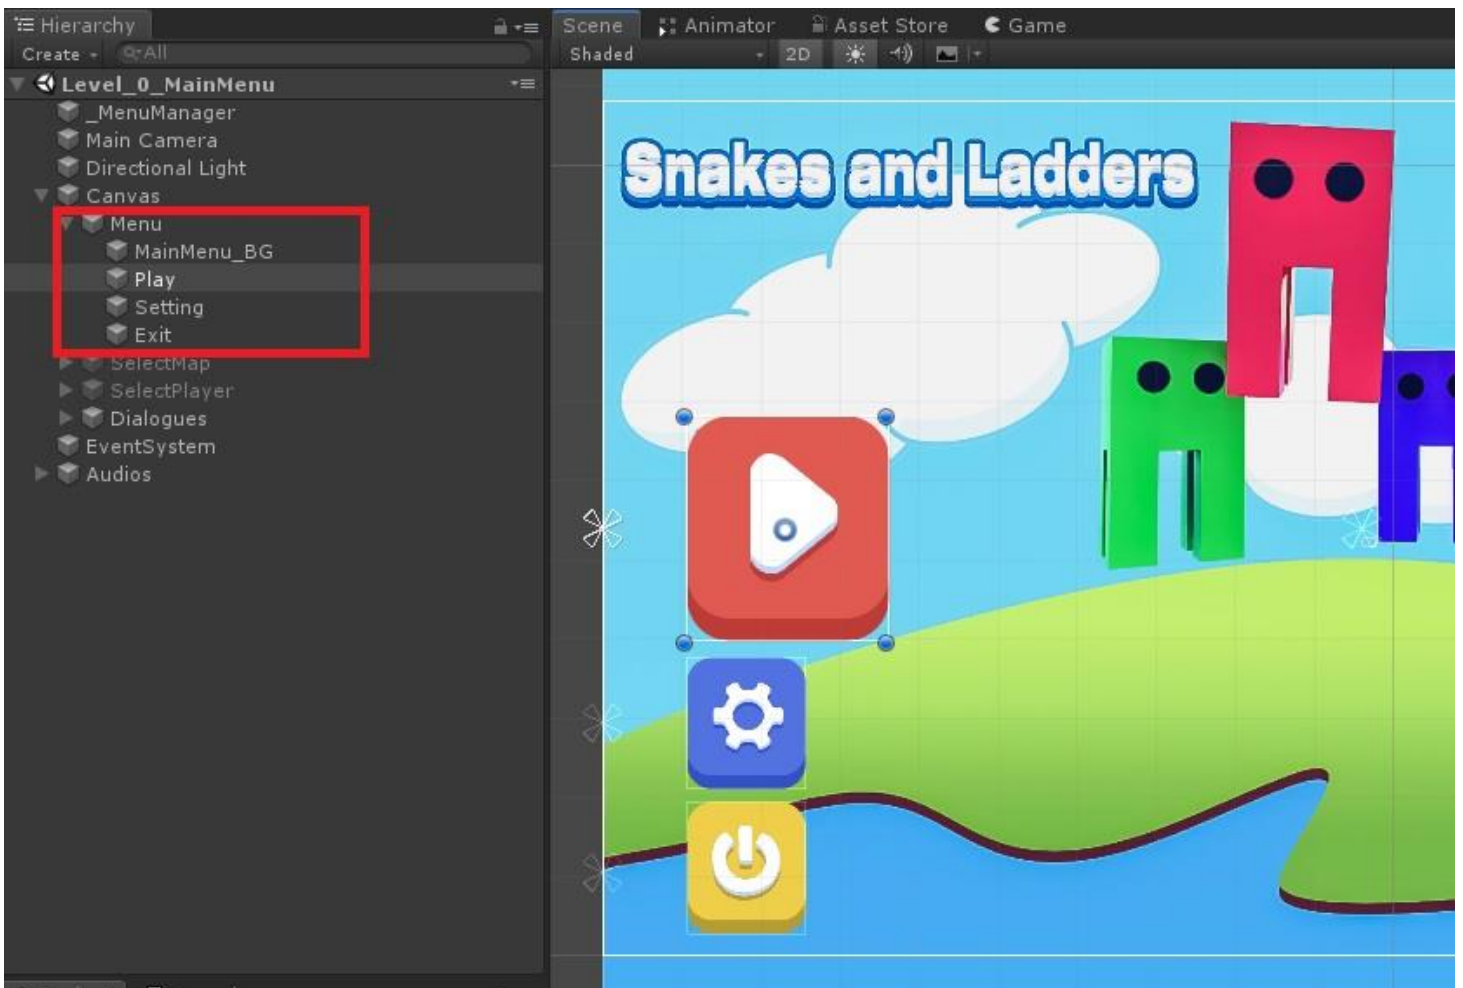 Hierarchy
Create
All
Level_0_MainMenu
_MenuManager
Main Camera
Directional Light
Canvas
Menu
MainMenu_BG
Play
Setting
Exit
SelectMap
SelectPlayer
Dialogues
EventSystem
Audios
Scene Animator Asset Store Game
Shaded 2D
Snakes and Ladders